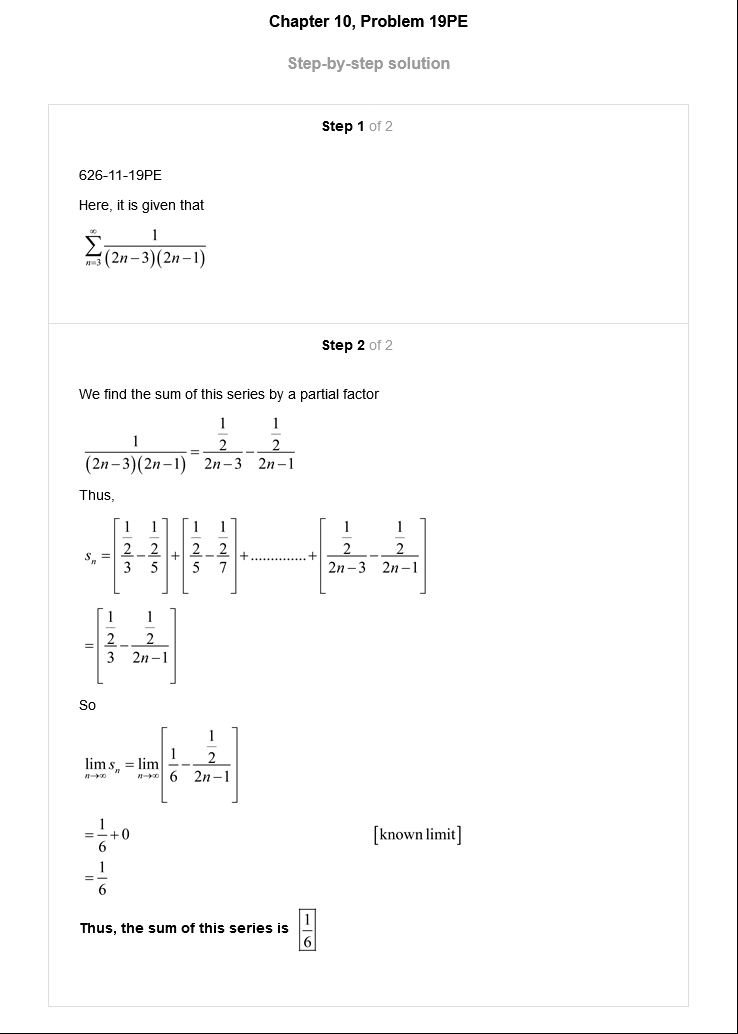 Chapter 10, Problem 19PE
Step-by-step solution
Step 1 of 2
626-11-19PE
Here, it is given that
$\sum_{n=3}^{\infty} \frac{1}{(2n-3)(2n-1)}$
Step 2 of 2
We find the sum of this series by a partial factor
$\frac{1}{(2n-3)(2n-1)} = \frac{\frac{1}{2}}{2n-3} - \frac{\frac{1}{2}}{2n-1}$
Thus,
$s_n = \left[ \frac{\frac{1}{2}}{3} - \frac{\frac{1}{2}}{5} \right] + \left[ \frac{\frac{1}{2}}{5} - \frac{\frac{1}{2}}{7} \right] + .............. + \left[ \frac{\frac{1}{2}}{2n-3} - \frac{\frac{1}{2}}{2n-1} \right]$
$= \left[ \frac{\frac{1}{2}}{3} - \frac{\frac{1}{2}}{2n-1} \right]$
So
$\lim_{n \to \infty} s_n = \lim_{n \to \infty} \left[ \frac{1}{6} - \frac{\frac{1}{2}}{2n-1} \right]$
$= \frac{1}{6} + 0$ [known limit]
$= \frac{1}{6}$
Thus, the sum of this series is $\boxed{\frac{1}{6}}$